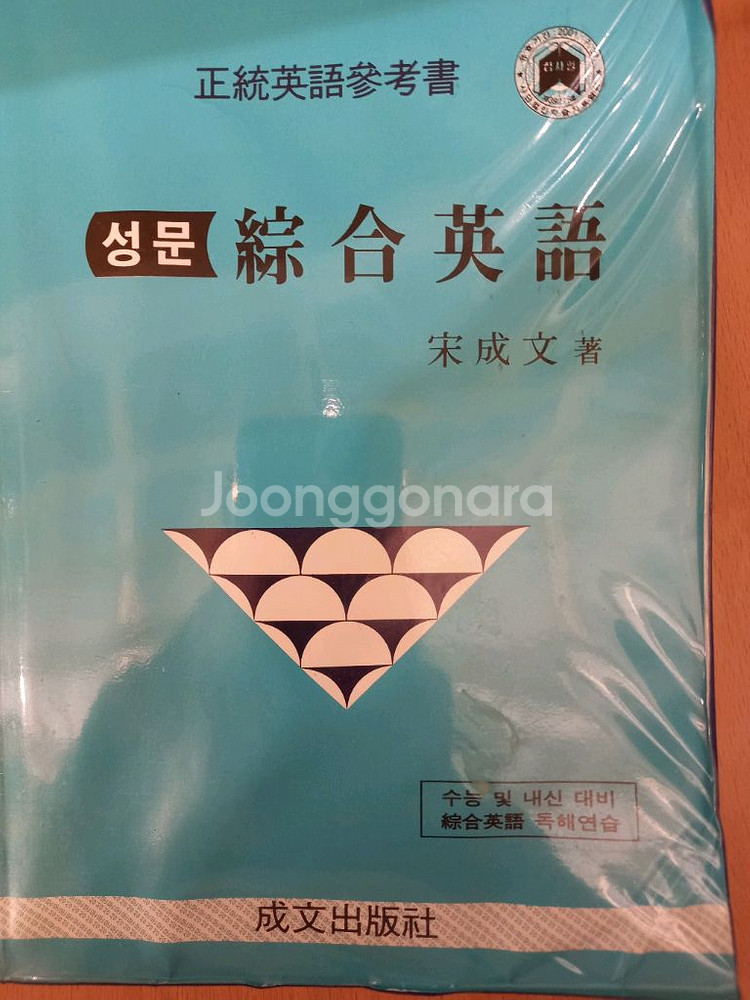 正統英語參考書
성문 綜合英語
宋成文 著
Joonggonara
수능 및 내신 대비
綜合英語 독해연습
成文出版社